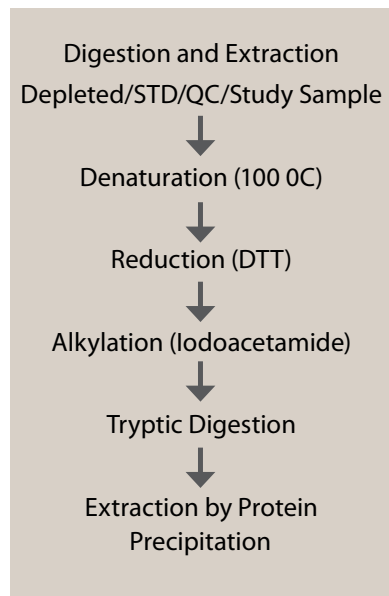 Digestion and Extraction
Depleted/STD/QC/Study Sample
Denaturation (100 0C)
Reduction (DTT)
Alkylation (Iodoacetamide)
Tryptic Digestion
Extraction by Protein
Precipitation